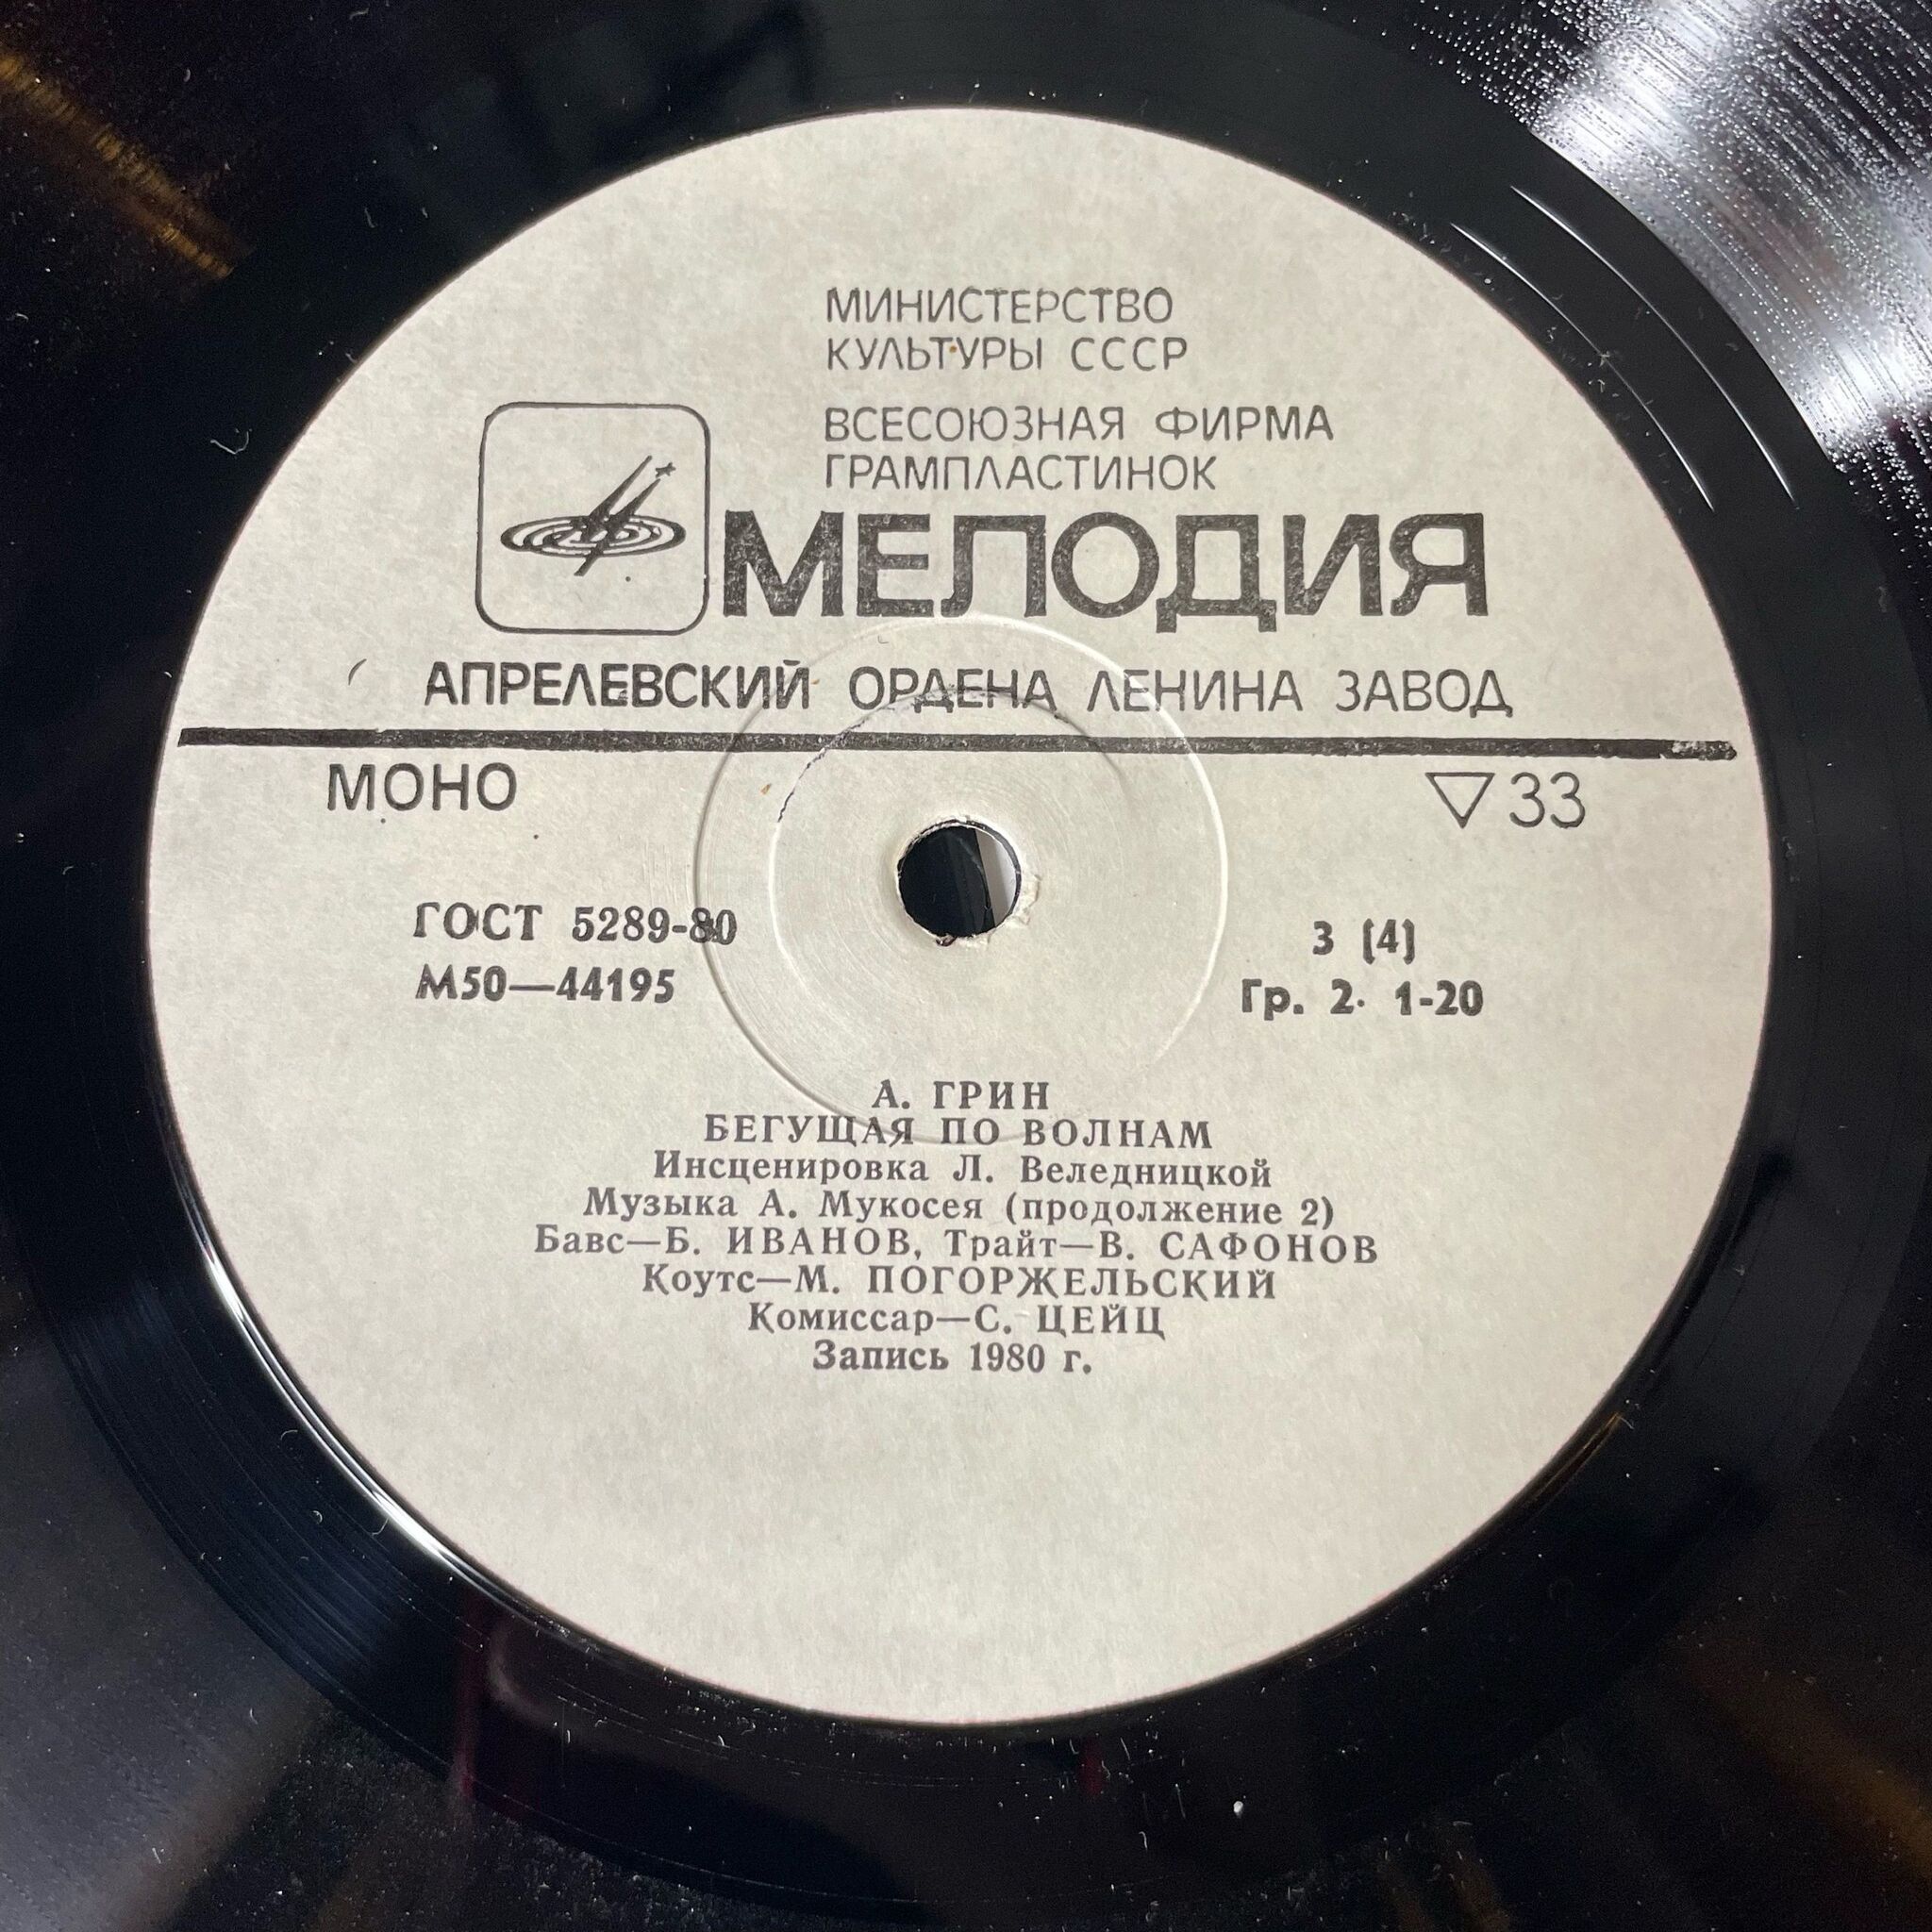 МИНИСТЕРСТВО
КУЛЬТУРЫ СССР
ВСЕСОЮЗНАЯ ФИРМА
ГРАМПЛАСТИНОК
МЕЛОДИЯ
АПРЕЛЕВСКИЙ ОРДЕНА ЛЕНИНА ЗАВОД
МОНО
▽ 33
ГОСТ 5289-80
М50—44195
3 (4)
Гр. 2. 1-20
А. ГРИН
БЕГУЩАЯ ПО ВОЛНАМ
Инсценировка Л. Веледницкой
Музыка А. Мукосея (продолжение 2)
Бавс—Б. ИВАНОВ, Трайт—В. САФОНОВ
Коутс—М. ПОГОРЖЕЛЬСКИЙ
Комиссар—С. ЦЕЙЦ
Запись 1980 г.